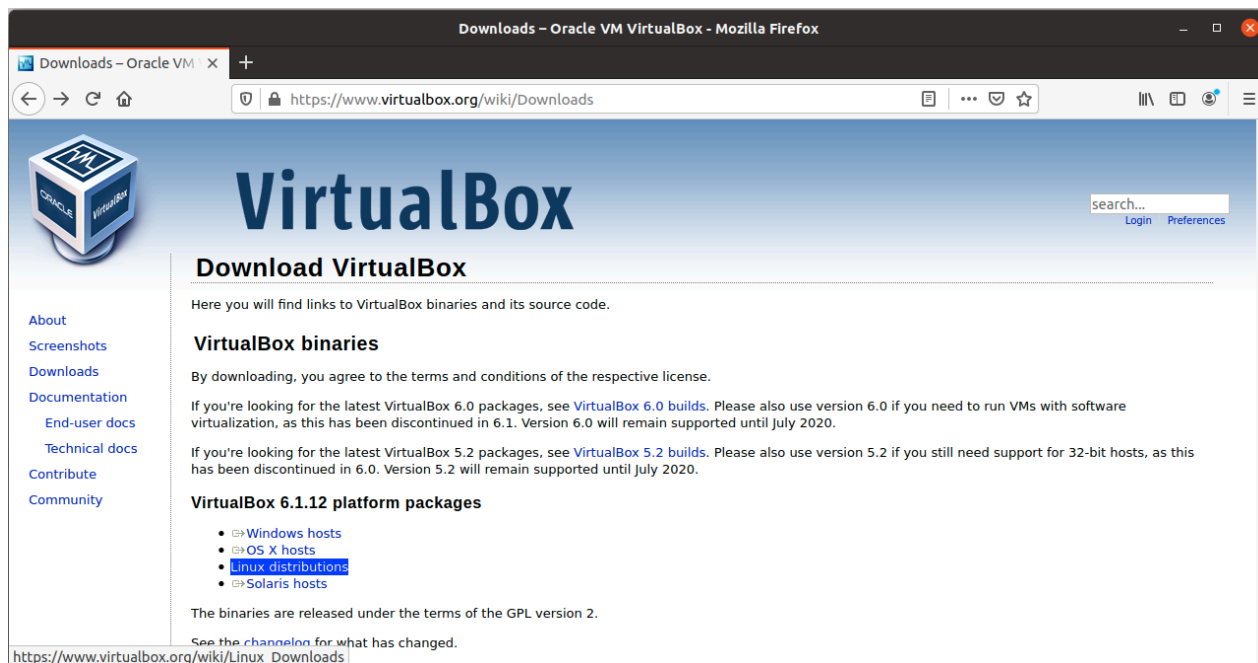 Downloads – Oracle VM VirtualBox - Mozilla Firefox
Downloads – Oracle VM V
https://www.virtualbox.org/wiki/Downloads
ORACLE
VirtualBox
VirtualBox
search...
Login Preferences
Download VirtualBox
Here you will find links to VirtualBox binaries and its source code.
About
Screenshots
Downloads
Documentation
End-user docs
Technical docs
Contribute
Community
VirtualBox binaries
By downloading, you agree to the terms and conditions of the respective license.
If you're looking for the latest VirtualBox 6.0 packages, see VirtualBox 6.0 builds. Please also use version 6.0 if you need to run VMs with software
virtualization, as this has been discontinued in 6.1. Version 6.0 will remain supported until July 2020.
If you're looking for the latest VirtualBox 5.2 packages, see VirtualBox 5.2 builds. Please also use version 5.2 if you still need support for 32-bit hosts, as this
has been discontinued in 6.0. Version 5.2 will remain supported until July 2020.
VirtualBox 6.1.12 platform packages
• Windows hosts
• OS X hosts
• Linux distributions
• Solaris hosts
The binaries are released under the terms of the GPL version 2.
See the changelog for what has changed.
https://www.virtualbox.org/wiki/Linux_Downloads